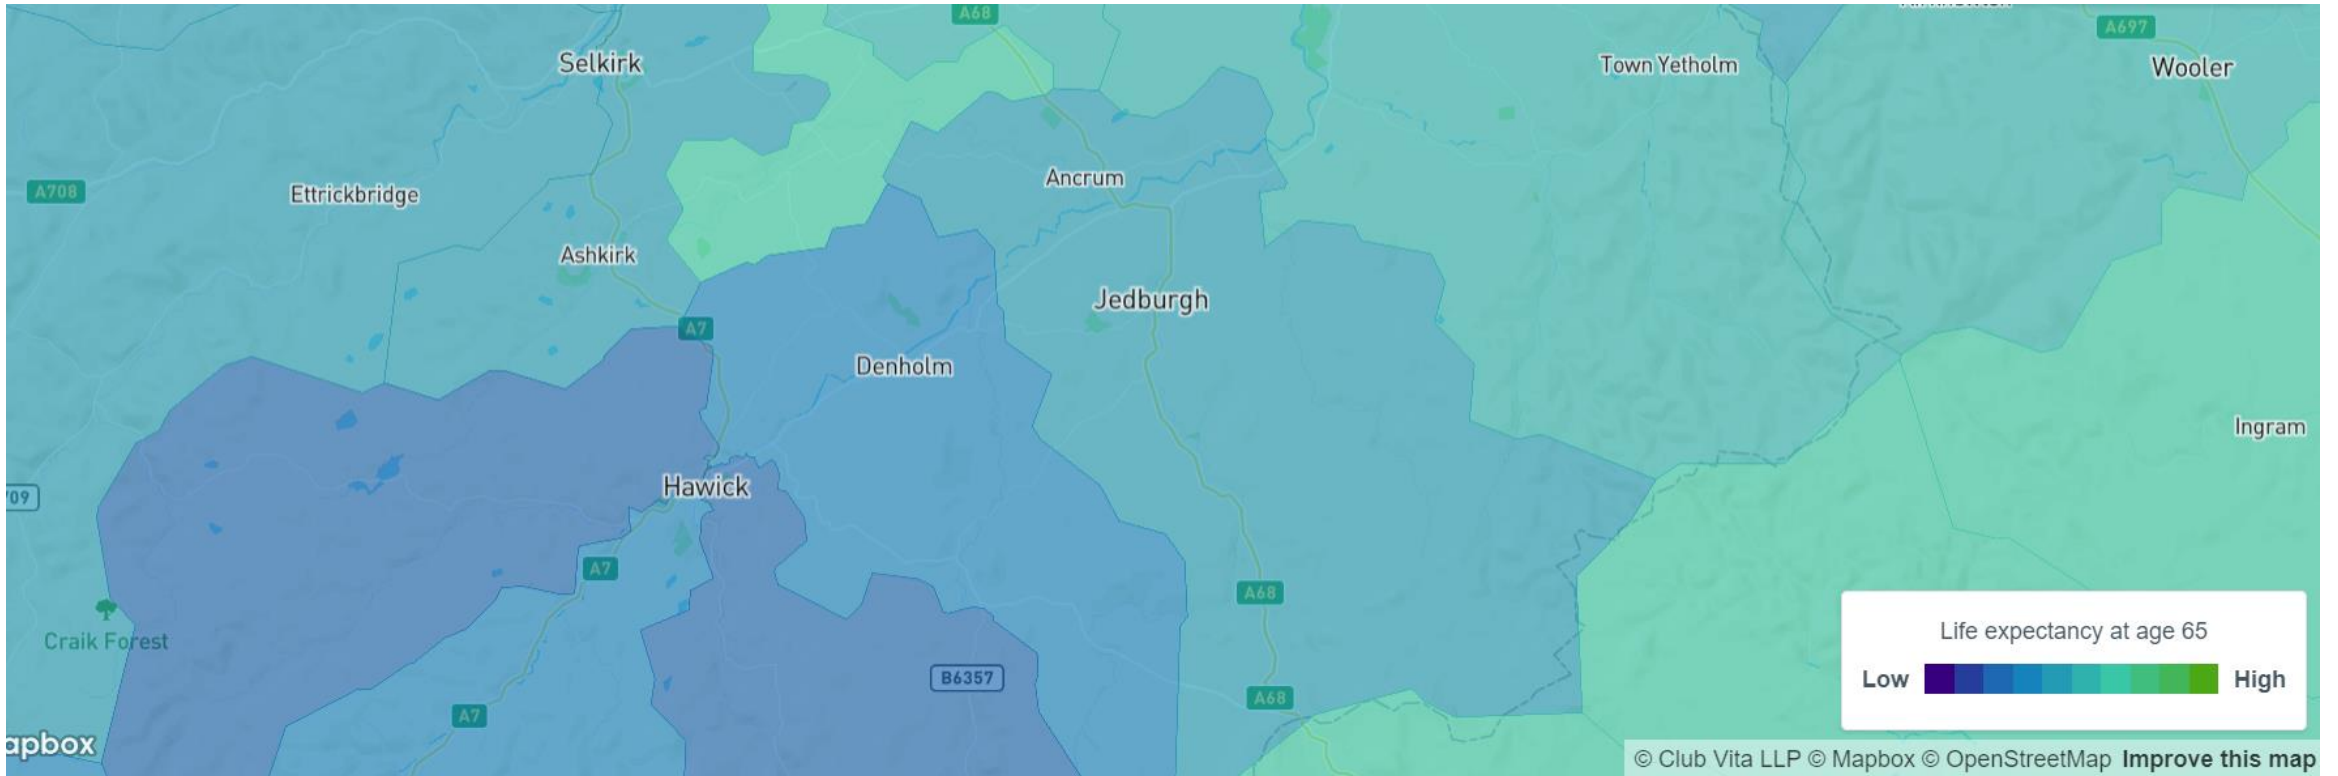 A68
A697
Selkirk
Town Yetholm
Wooler
A708
Ettrickbridge
Ancrum
Ashkirk
Jedburgh
A7
Denholm
Ingram
Hawick
'09
A7
A68
Craik Forest
Life expectancy at age 65
Low
High
B6357
A68
A7
apbox
© Club Vita LLP © Mapbox © OpenStreetMap Improve this map